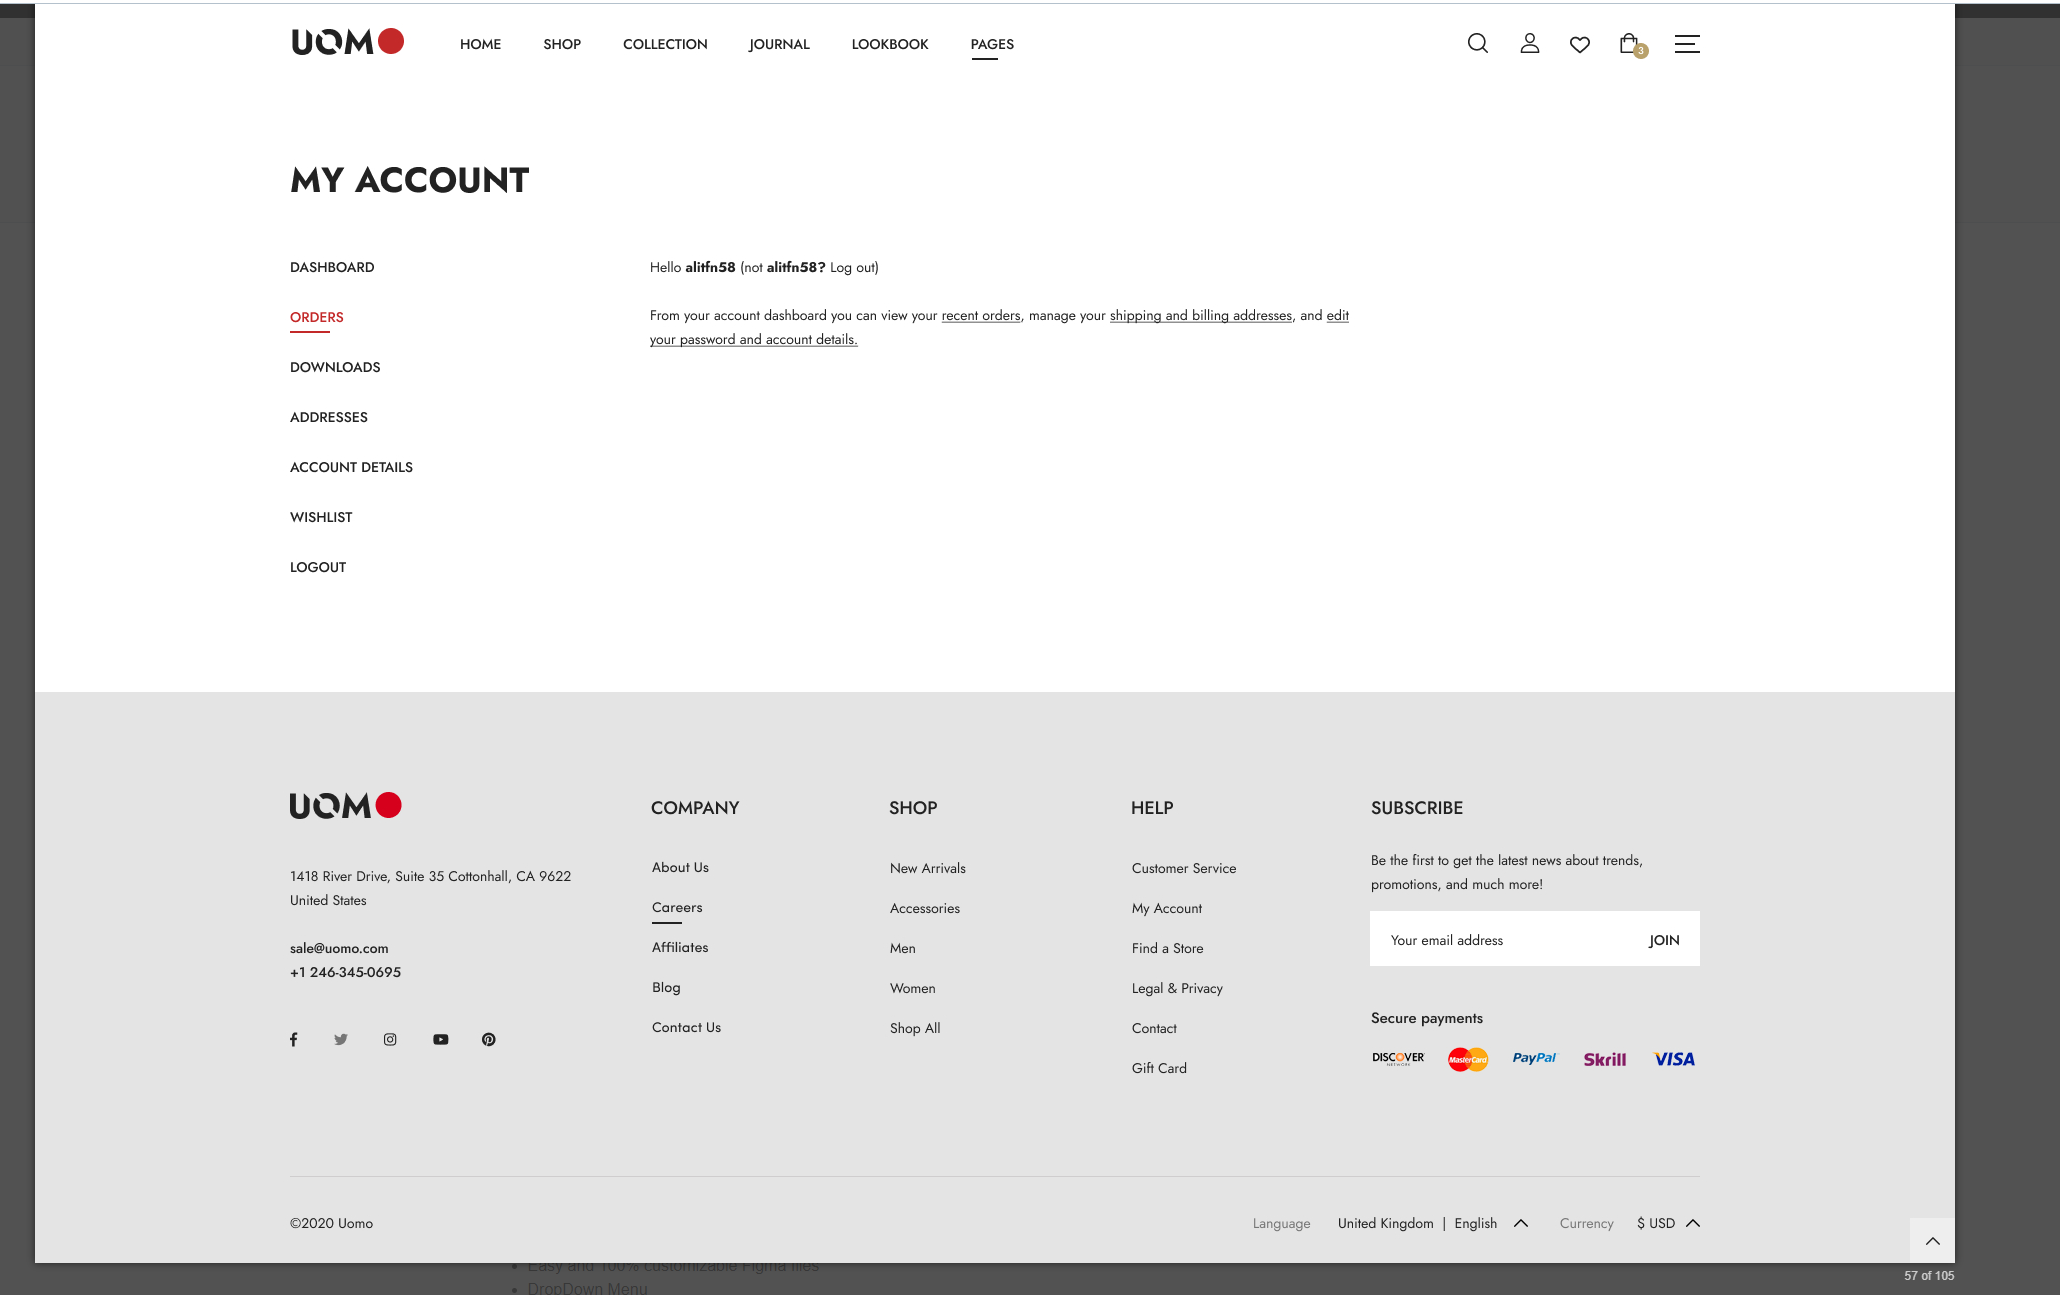 UOMO
HOME SHOP COLLECTION JOURNAL LOOKBOOK PAGES
3
MY ACCOUNT
DASHBOARD
ORDERS
DOWNLOADS
ADDRESSES
ACCOUNT DETAILS
WISHLIST
LOGOUT
Hello alitfn58 (not alitfn58? Log out)
From your account dashboard you can view your recent orders, manage your shipping and billing addresses, and edit
your password and account details.
UOMO
1418 River Drive, Suite 35 Cottonhall, CA 9622
United States
sale@uomo.com
+1 246-345-0695
COMPANY
About Us
Careers
Affiliates
Blog
Contact Us
SHOP
New Arrivals
Accessories
Men
Women
Shop All
HELP
Customer Service
My Account
Find a Store
Legal & Privacy
Contact
Gift Card
SUBSCRIBE
Be the first to get the latest news about trends,
promotions, and much more!
Your email address JOIN
Secure payments
DISCOVER NETWORK MasterCard PayPal Skrill VISA
©2020 Uomo
Language United Kingdom | English Currency $ USD
Easy and 100% customizable Figma files
DropDown Menu
57 of 105